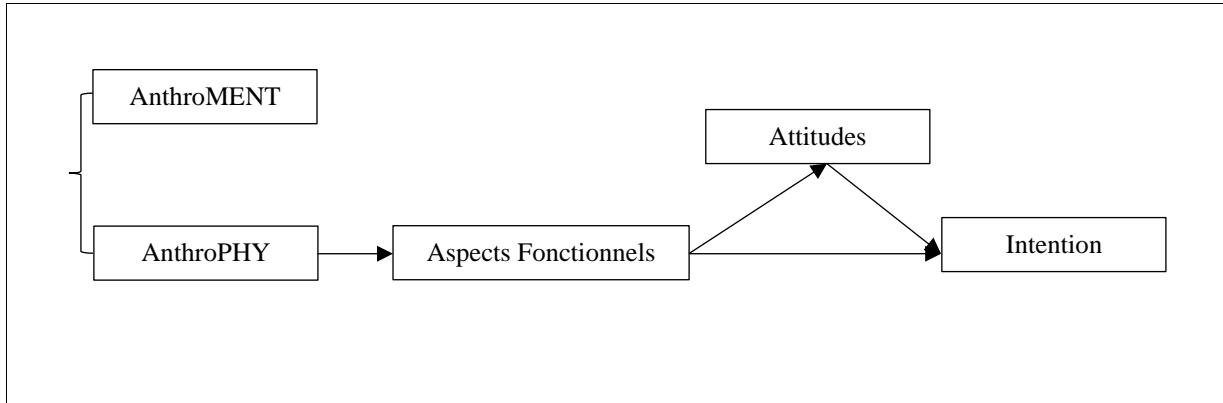 AnthroMENT
Attitudes
AnthroPHY
Aspects Fonctionnels
Intention